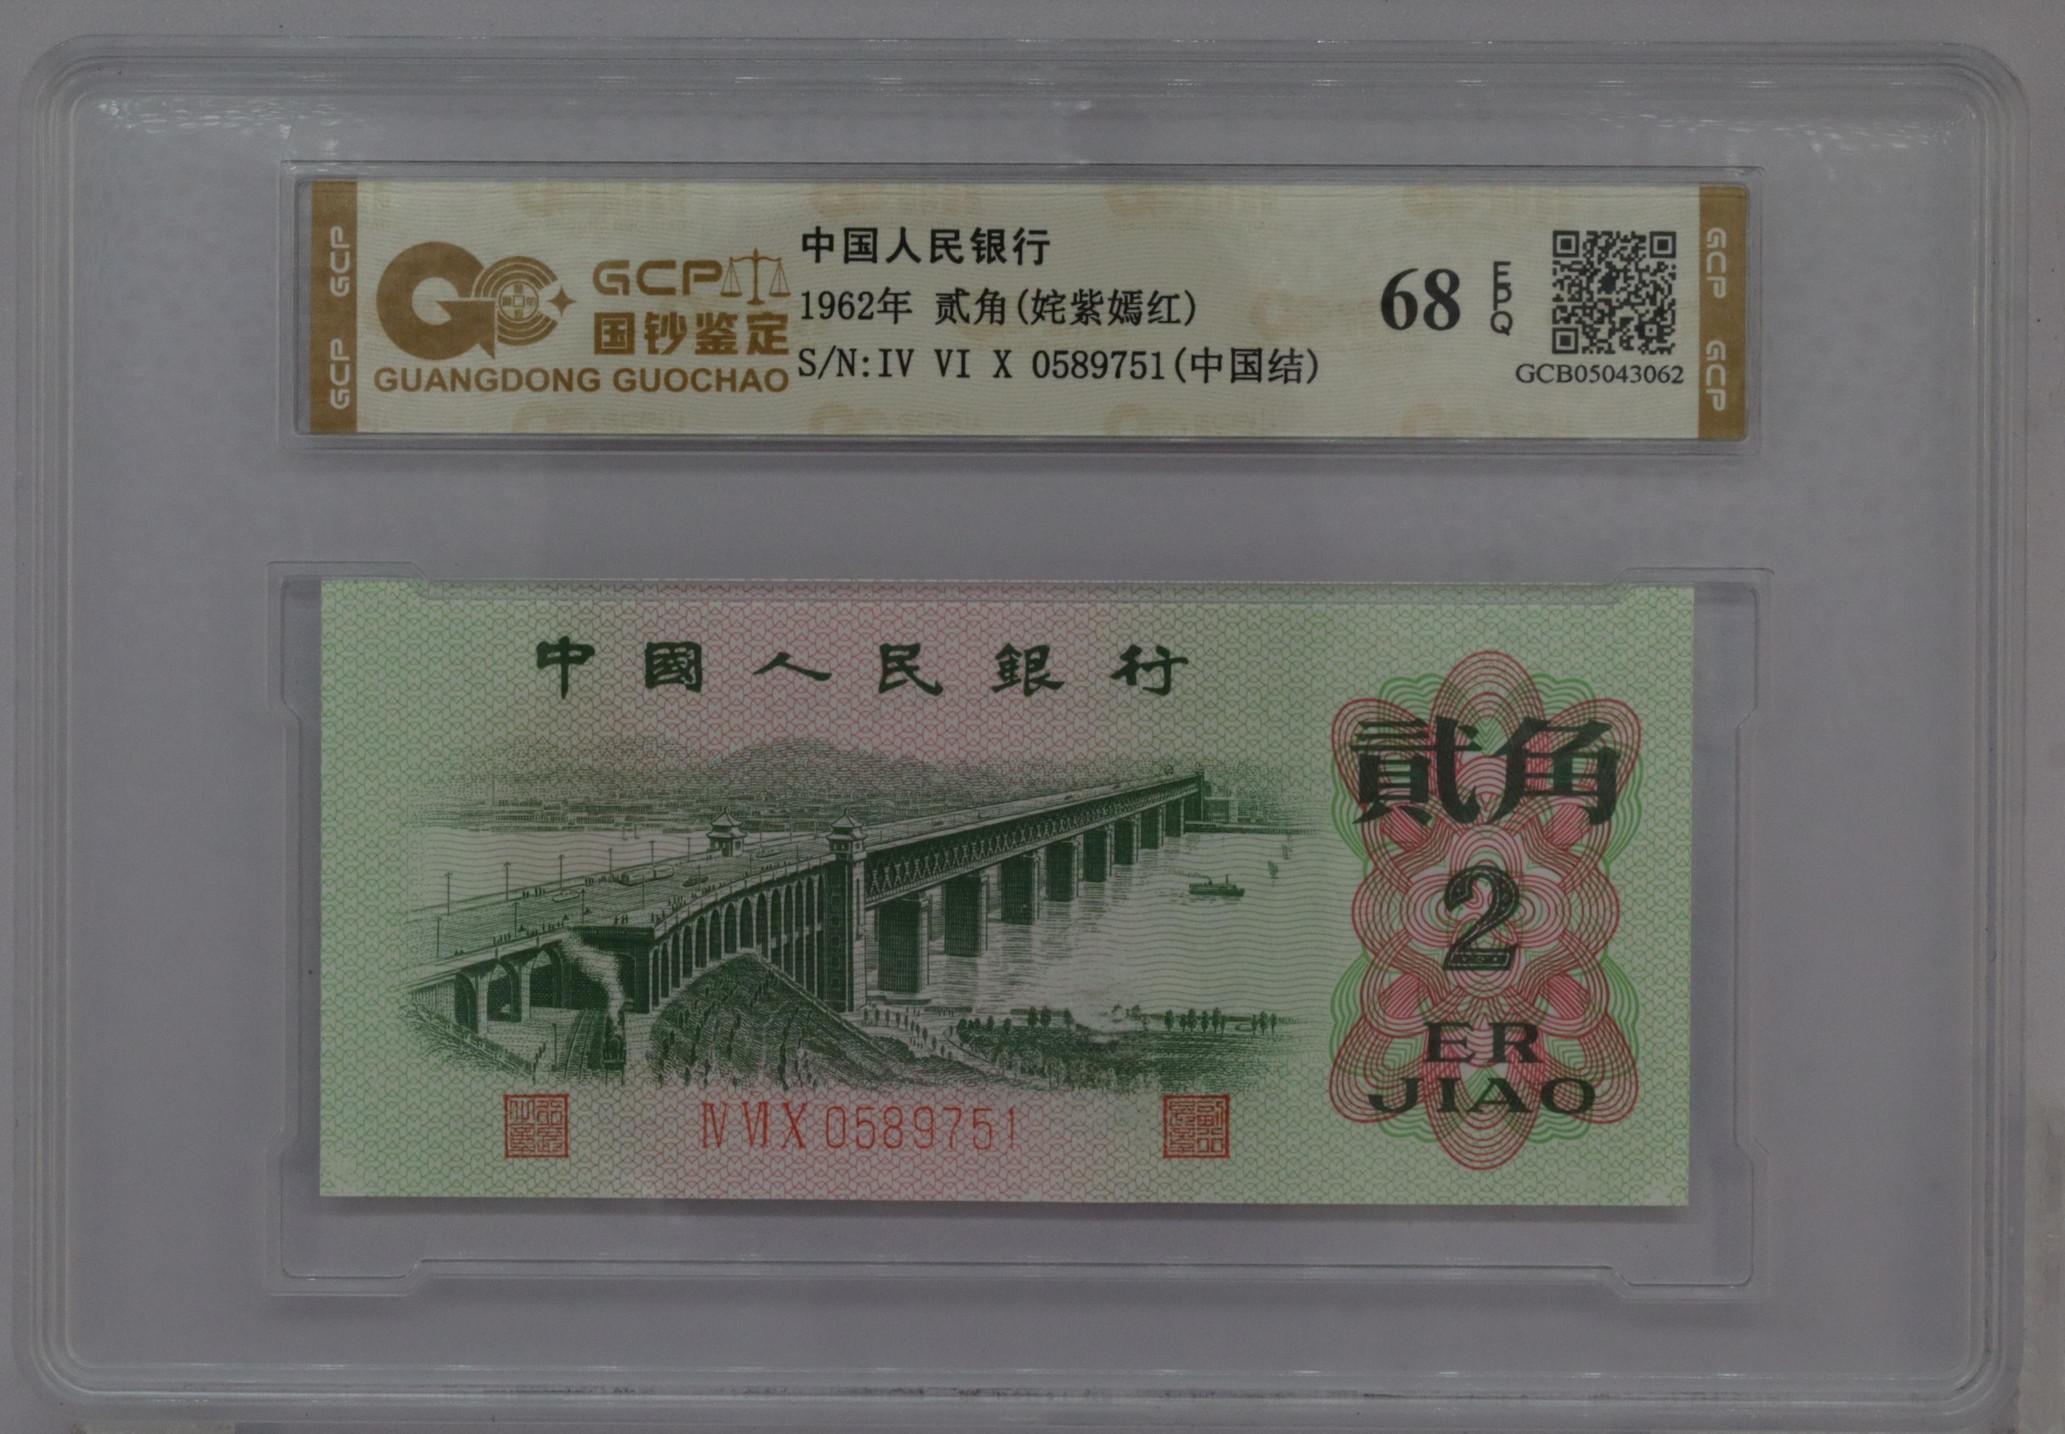 GCP
GCP
GCP
国钞鉴定
GUANGDONG GUOCHAO
中国人民银行
1962年 贰角(姹紫嫣红)
S/N:IV VI X 0589751(中国结)
68
EPQ
GCB05043062
GCP
GCP
中國人民銀行
貳角
2
ER
JIAO
IV VI X 0589751